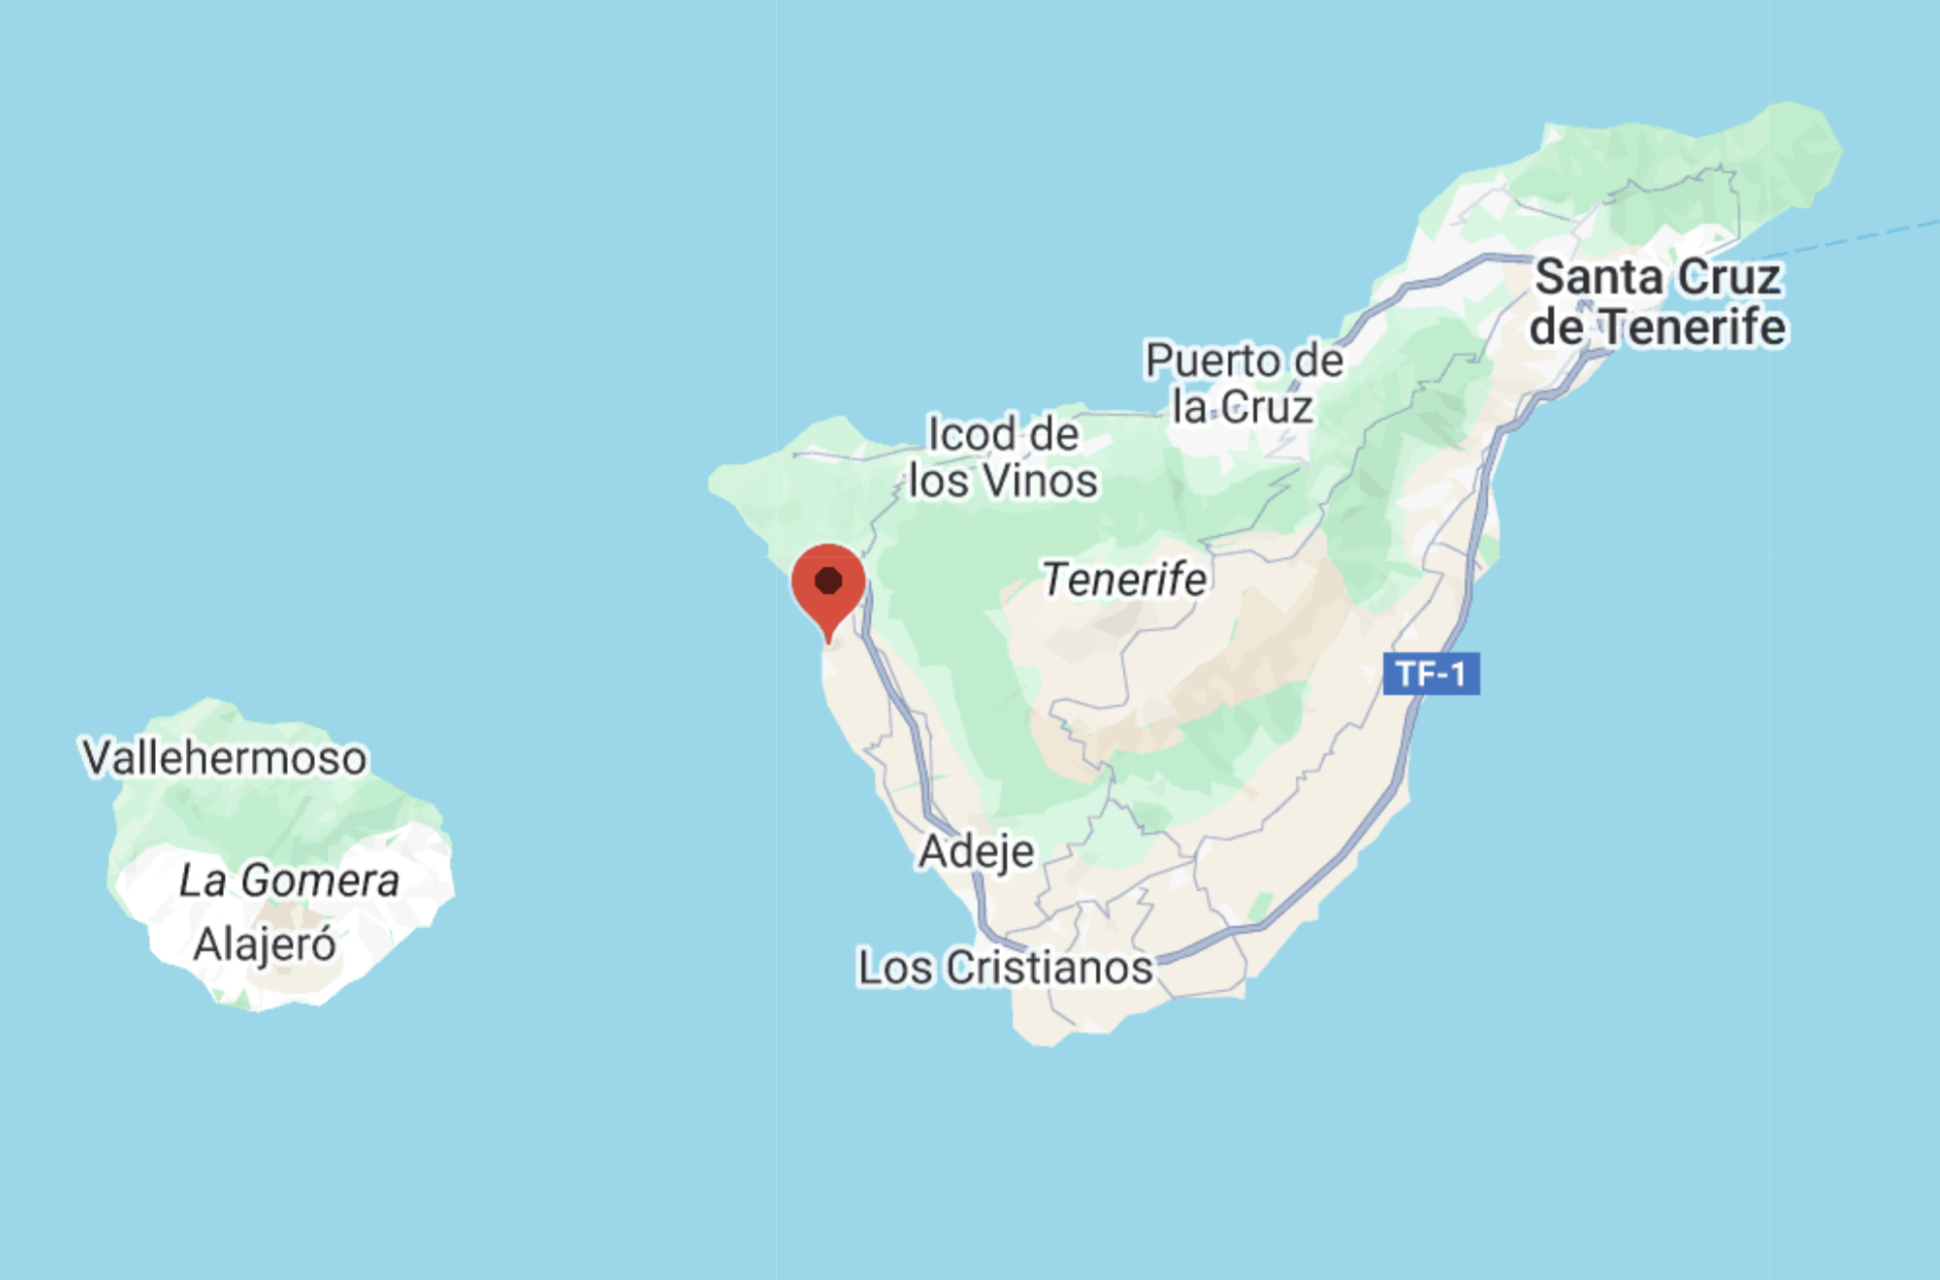 Santa Cruz
de Tenerife
Puerto de
la Cruz
Icod de
los Vinos
Tenerife
TF-1
Vallehermoso
La Gomera
Alajeró
Adeje
Los Cristianos